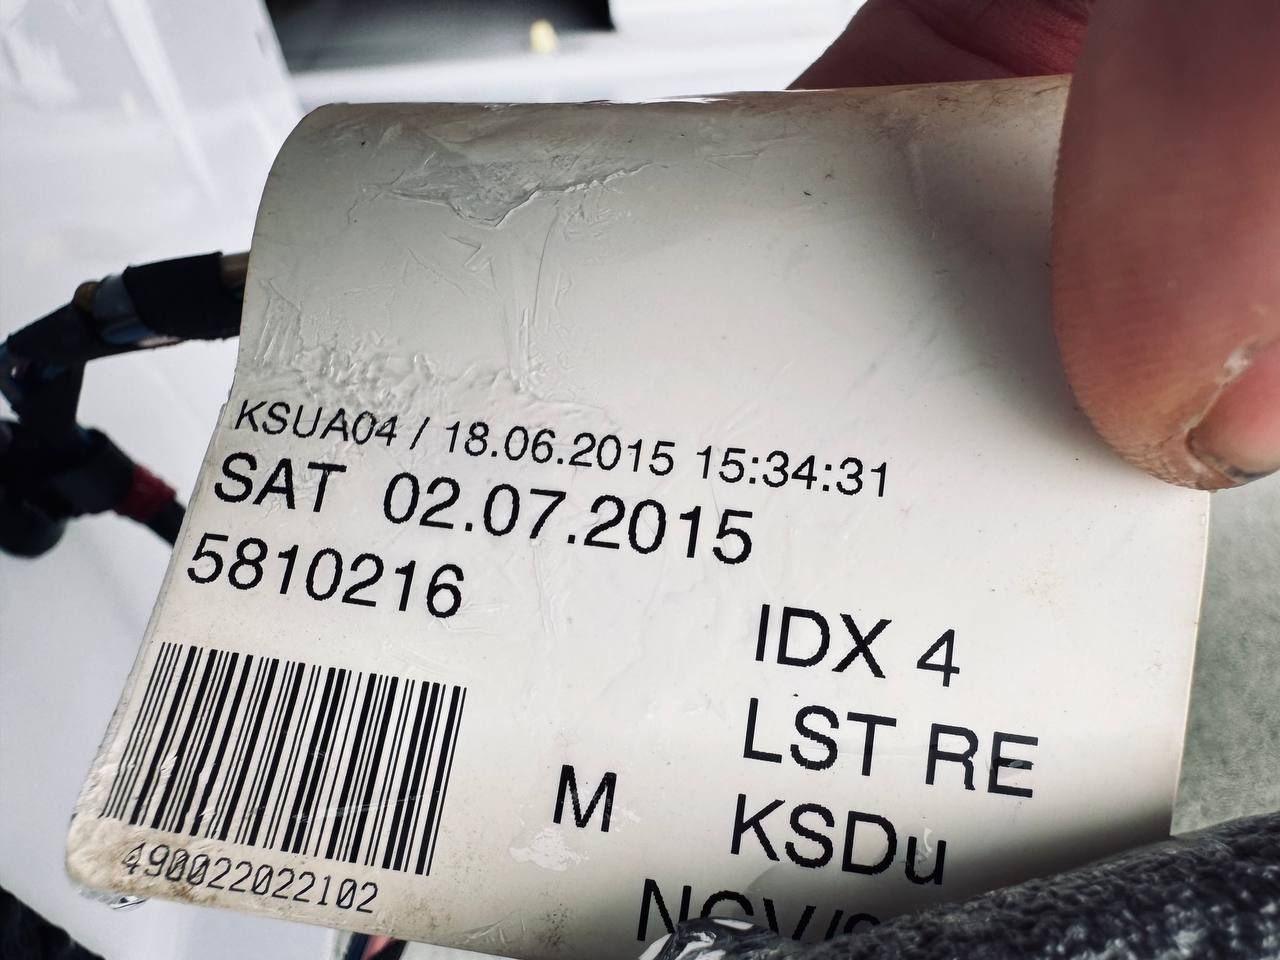 KSUA04 / 18.06.2015 15:34:31
SAT 02.07.2015
5810216
IDX 4
LST RE
M KSDu
490022022102